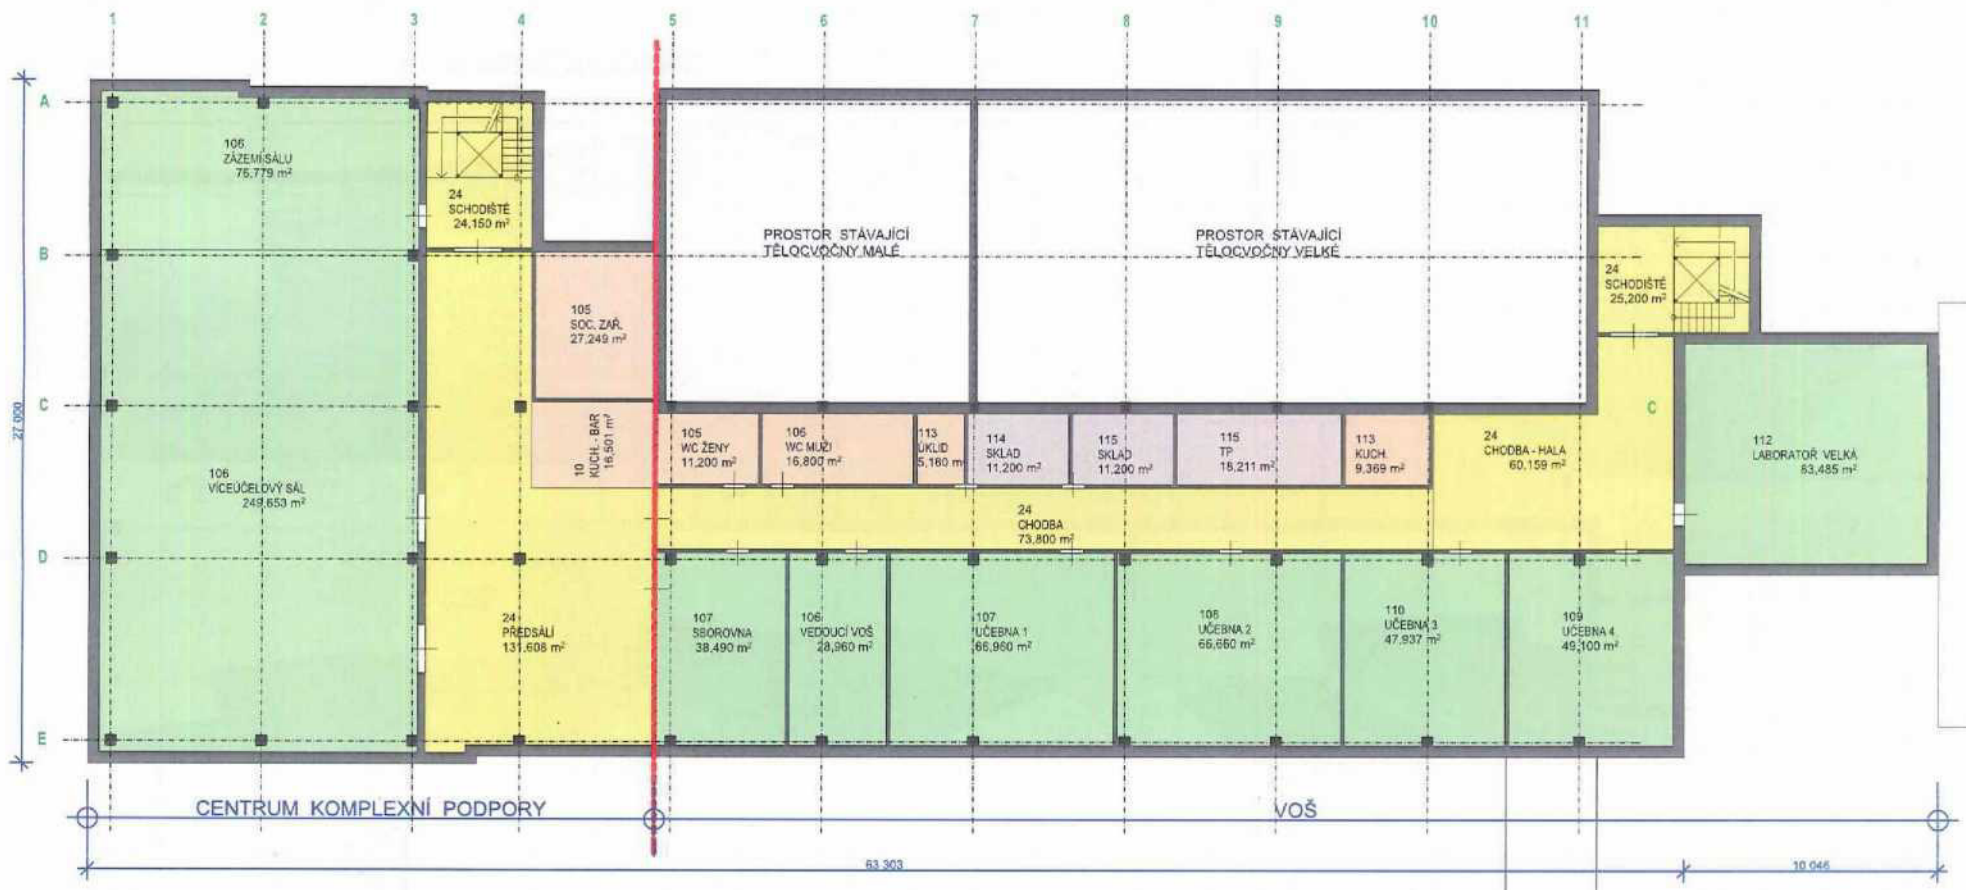 1 2 3 4 5 6 7 8 9 10 11
A
B
C
D
E
C
27 000
106
ZÁZEMÍ SÁLU
75,779 m²
24
SCHODIŠTĚ
24,150 m²
PROSTOR STÁVAJÍCÍ
TĚLOCVOČNY MALÉ
PROSTOR STÁVAJÍCÍ
TĚLOCVOČNY VELKÉ
24
SCHODIŠTĚ
25,200 m²
105
SOC. ZAŘ.
27,249 m²
10
KUCH. - BAR
16,501 m²
105
WC ŽENY
11,200 m²
106
WC MUŽI
16,800 m²
113
ÚKLID
5,160 m
114
SKLAD
11,200 m²
115
SKLAD
11,200 m²
115
TP
18,211 m²
113
KUCH.
9,369 m²
24
CHODBA - HALA
60,159 m²
112
LABORATOŘ VELKÁ
83,485 m²
106
VÍCEÚČELOVÝ SÁL
249,653 m²
24
CHODBA
73,800 m²
24
PŘEDSÁLÍ
131,608 m²
107
SBOROVNA
38,490 m²
106
VEDOUCÍ VOŠ
28,960 m²
107
UČEBNA 1
66,960 m²
108
UČEBNA 2
66,660 m²
110
UČEBNA 3
47,937 m²
109
UČEBNA 4
49,100 m²
CENTRUM KOMPLEXNÍ PODPORY
VOŠ
63 303
10 046